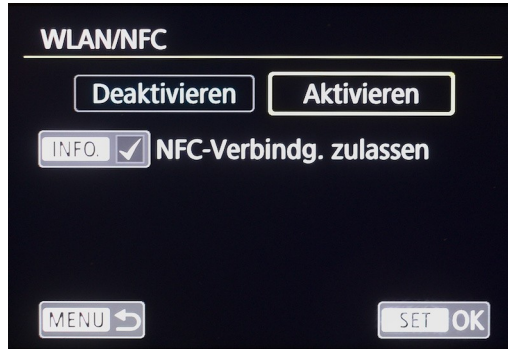 WLAN/NFC
Deaktivieren Aktivieren
INFO. NFC-Verbindg. zulassen
MENU SET OK